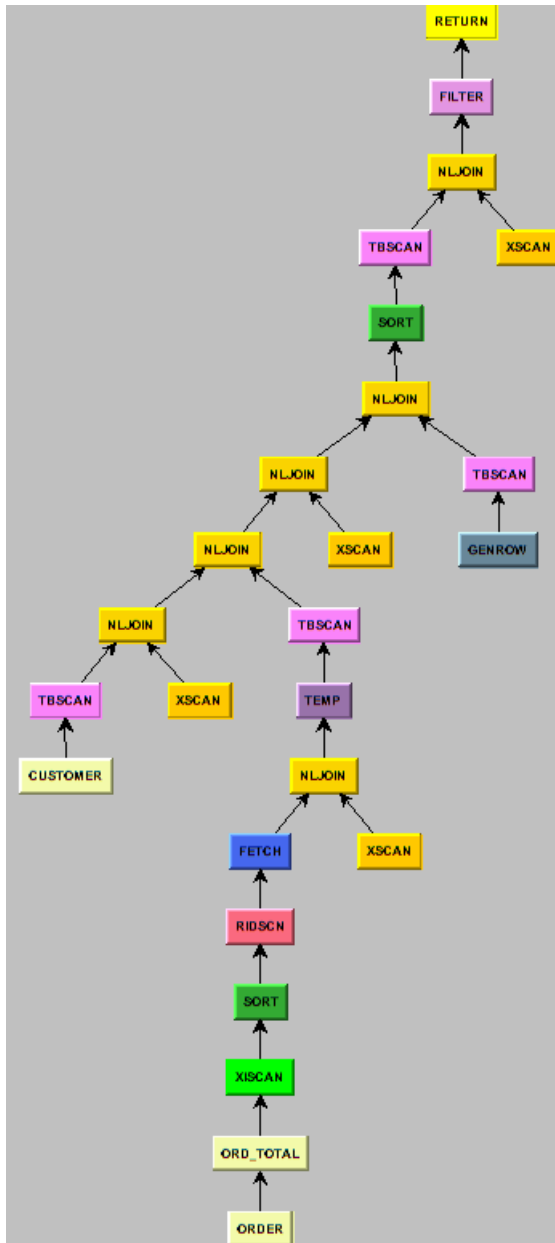 RETURN
FILTER
NLJOIN
TBSCAN
XSCAN
SORT
NLJOIN
NLJOIN
TBSCAN
NLJOIN
XSCAN
GENROW
NLJOIN
TBSCAN
TBSCAN
XSCAN
TEMP
CUSTOMER
NLJOIN
FETCH
XSCAN
RIDSCN
SORT
XISCAN
ORD_TOTAL
ORDER